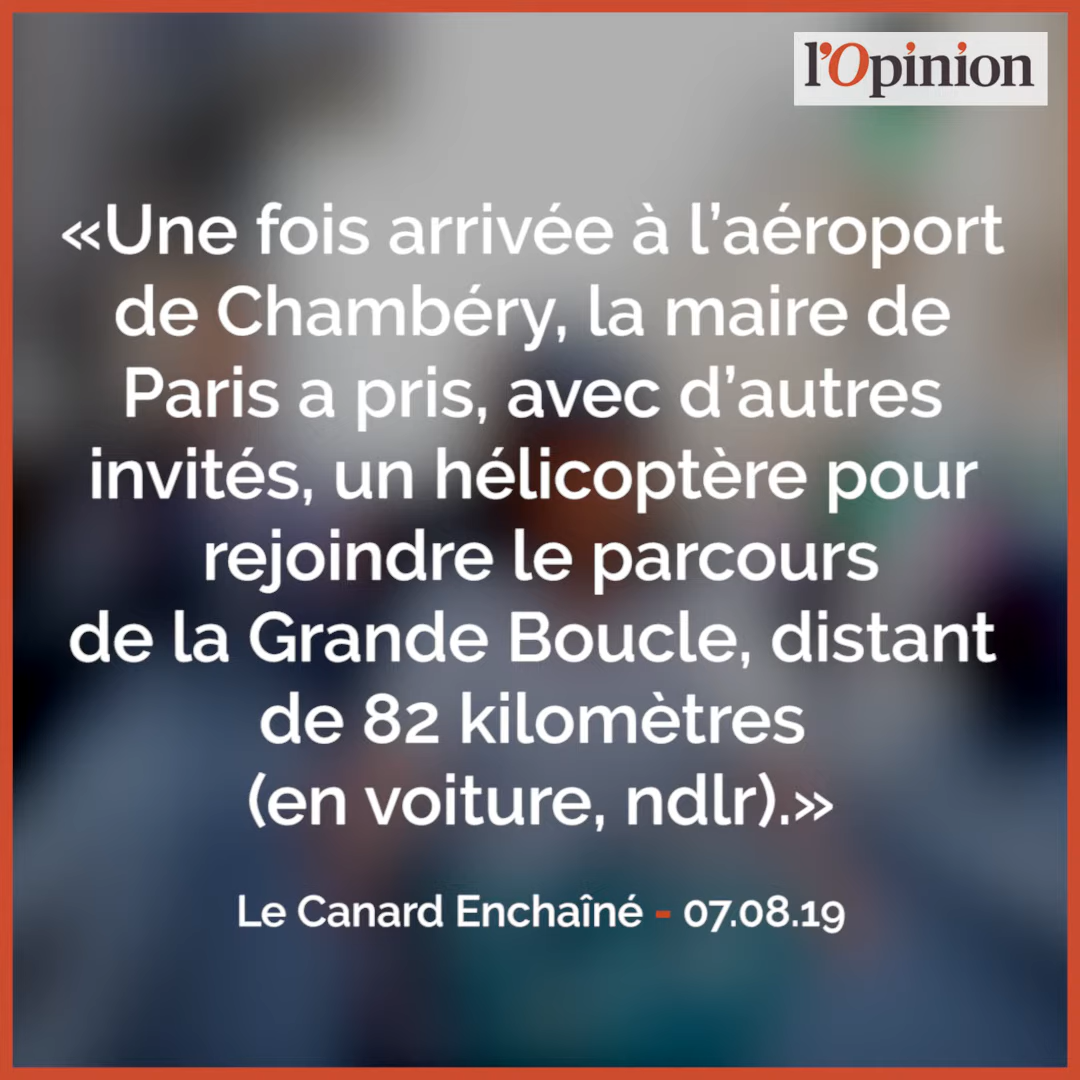 l'Opinion
«Une fois arrivée à l’aéroport
de Chambéry, la maire de
Paris a pris, avec d’autres
invités, un hélicoptère pour
rejoindre le parcours
de la Grande Boucle, distant
de 82 kilomètres
(en voiture, ndlr).»
Le Canard Enchaîné - 07.08.19